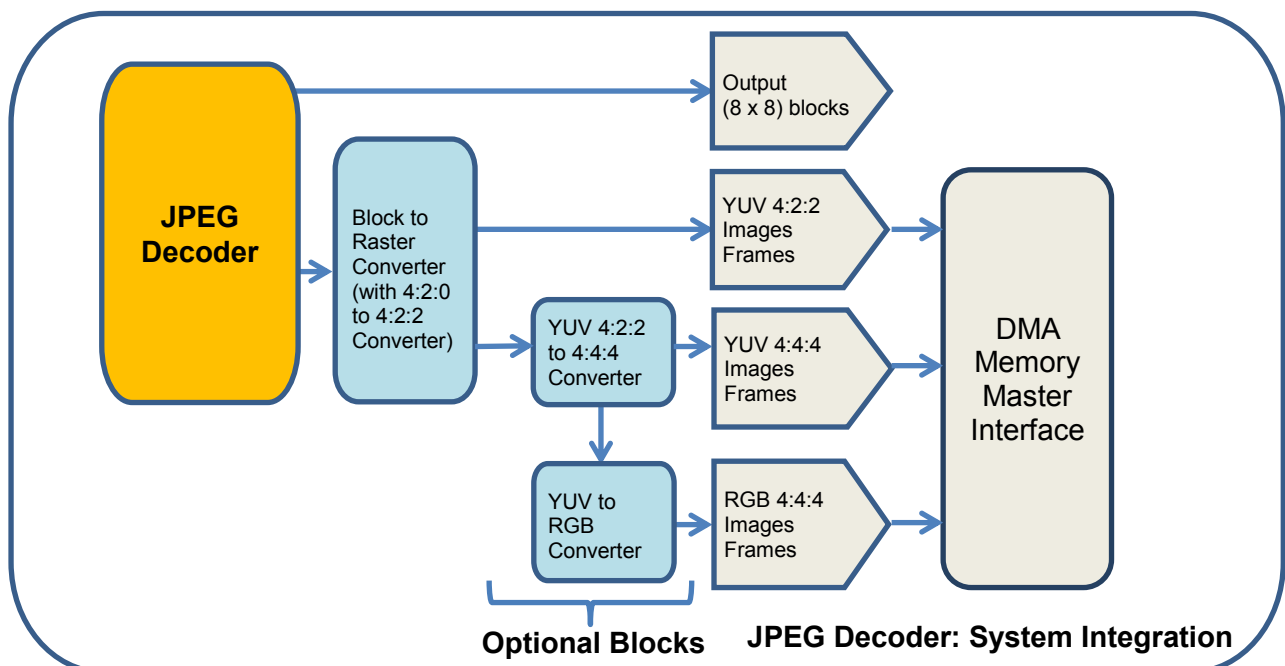 Output
(8 x 8) blocks
JPEG
Decoder
Block to
Raster
Converter
(with 4:2:0
to 4:2:2
Converter)
YUV 4:2:2
Images
Frames
YUV 4:2:2
to 4:4:4
Converter
YUV 4:4:4
Images
Frames
DMA
Memory
Master
Interface
YUV to
RGB
Converter
RGB 4:4:4
Images
Frames
Optional Blocks
JPEG Decoder: System Integration